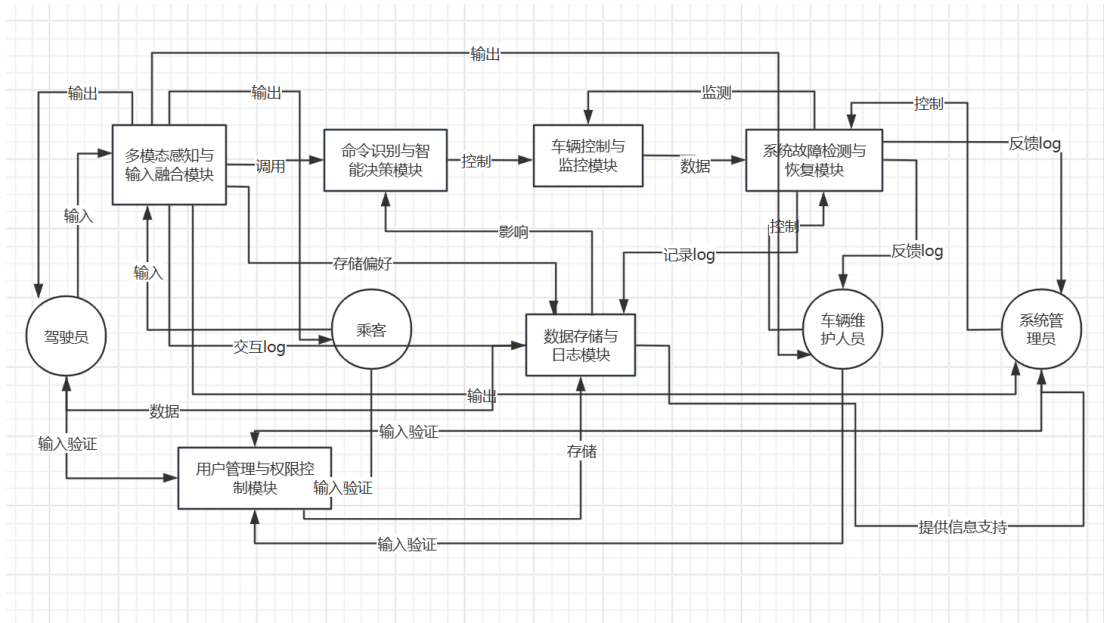 输出
输出
输出
监测
控制
多模态感知与
输入融合模块
调用
命令识别与智
能决策模块
控制
车辆控制与
监控模块
数据
系统故障检测与
恢复模块
反馈log
输入
影响
控制
反馈log
输入
存储偏好
记录log
驾驶员
乘客
交互log
数据存储与
日志模块
车辆维
护人员
系统管
理员
数据
输出
输入验证
输入验证
存储
用户管理与权限控
制模块
输入验证
提供信息支持
输入验证